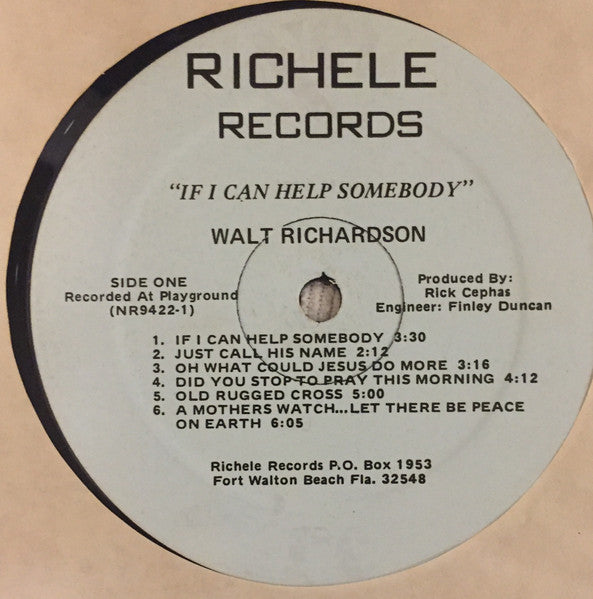 RICHELE
RECORDS
"IF I CAN HELP SOMEBODY"
WALT RICHARDSON
SIDE ONE
Recorded At Playground
(NR9422-1)
Produced By:
Rick Cephas
Engineer: Finley Duncan
1. IF I CAN HELP SOMEBODY 3:30
2. JUST CALL HIS NAME 2:12
3. OH WHAT COULD JESUS DO MORE 3:16
4. DID YOU STOP TO PRAY THIS MORNING 4:12
5. OLD RUGGED CROSS 5:00
6. A MOTHERS WATCH...LET THERE BE PEACE
ON EARTH 6:05
Richele Records P.O. Box 1953
Fort Walton Beach Fla. 32548